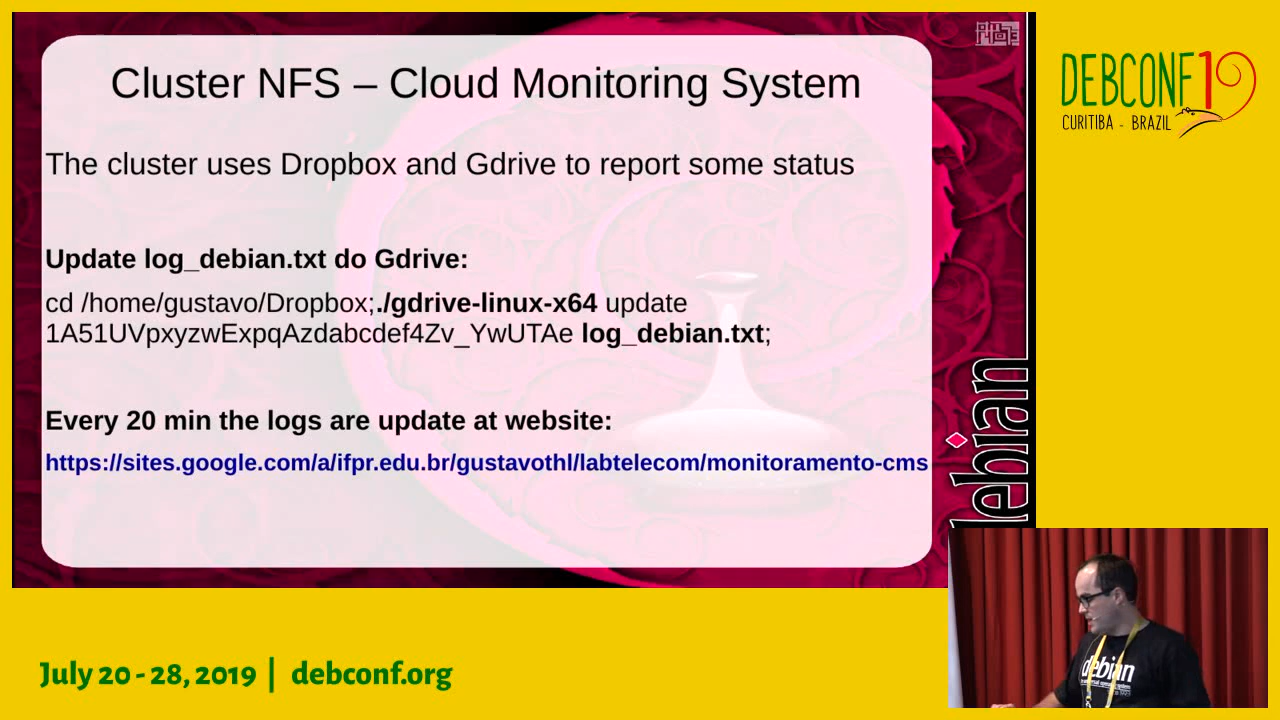 Cluster NFS – Cloud Monitoring System
The cluster uses Dropbox and Gdrive to report some status
Update log_debian.txt do Gdrive:
cd /home/gustavo/Dropbox;./gdrive-linux-x64 update
1A51UVpxyzwExpqAzdabcdef4Zv_YwUTAe log_debian.txt;
Every 20 min the logs are update at website:
https://sites.google.com/a/ifpr.edu.br/gustavothl/labtelecom/monitoramento-cms
debian
DEBCONF19
CURITIBA - BRAZIL
debian
July 20 - 28, 2019 | debconf.org